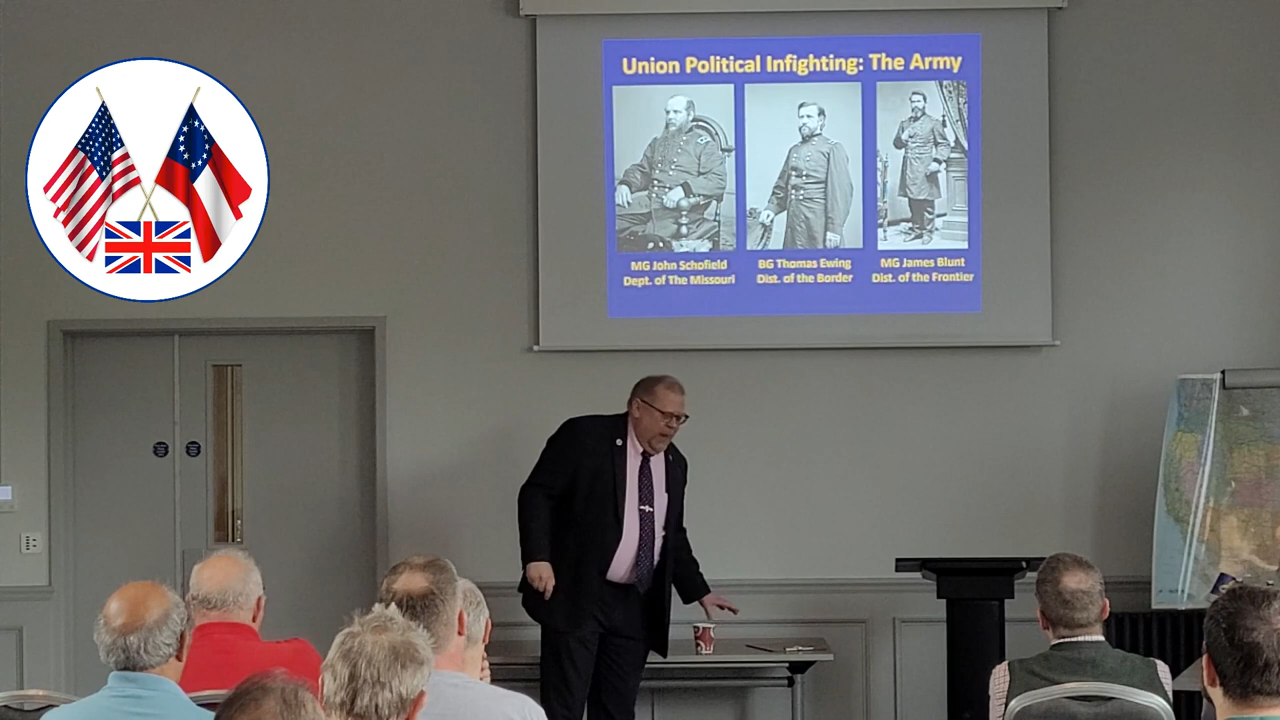 Union Political Infighting: The Army
MG John Schofield
Dept. of The Missouri
BG Thomas Ewing
Dist. of the Border
MG James Blunt
Dist. of the Frontier